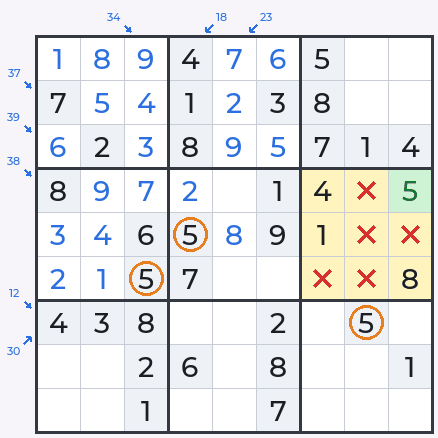 34 18 23
37
39
38
12
30
1 8 9 4 7 6 5
7 5 4 1 2 3 8
6 2 3 8 9 5 7 1 4
8 9 7 2 1 4 5
3 4 6 5 8 9 1
2 1 5 7 8
4 3 8 2 5
2 6 8 1
1 7